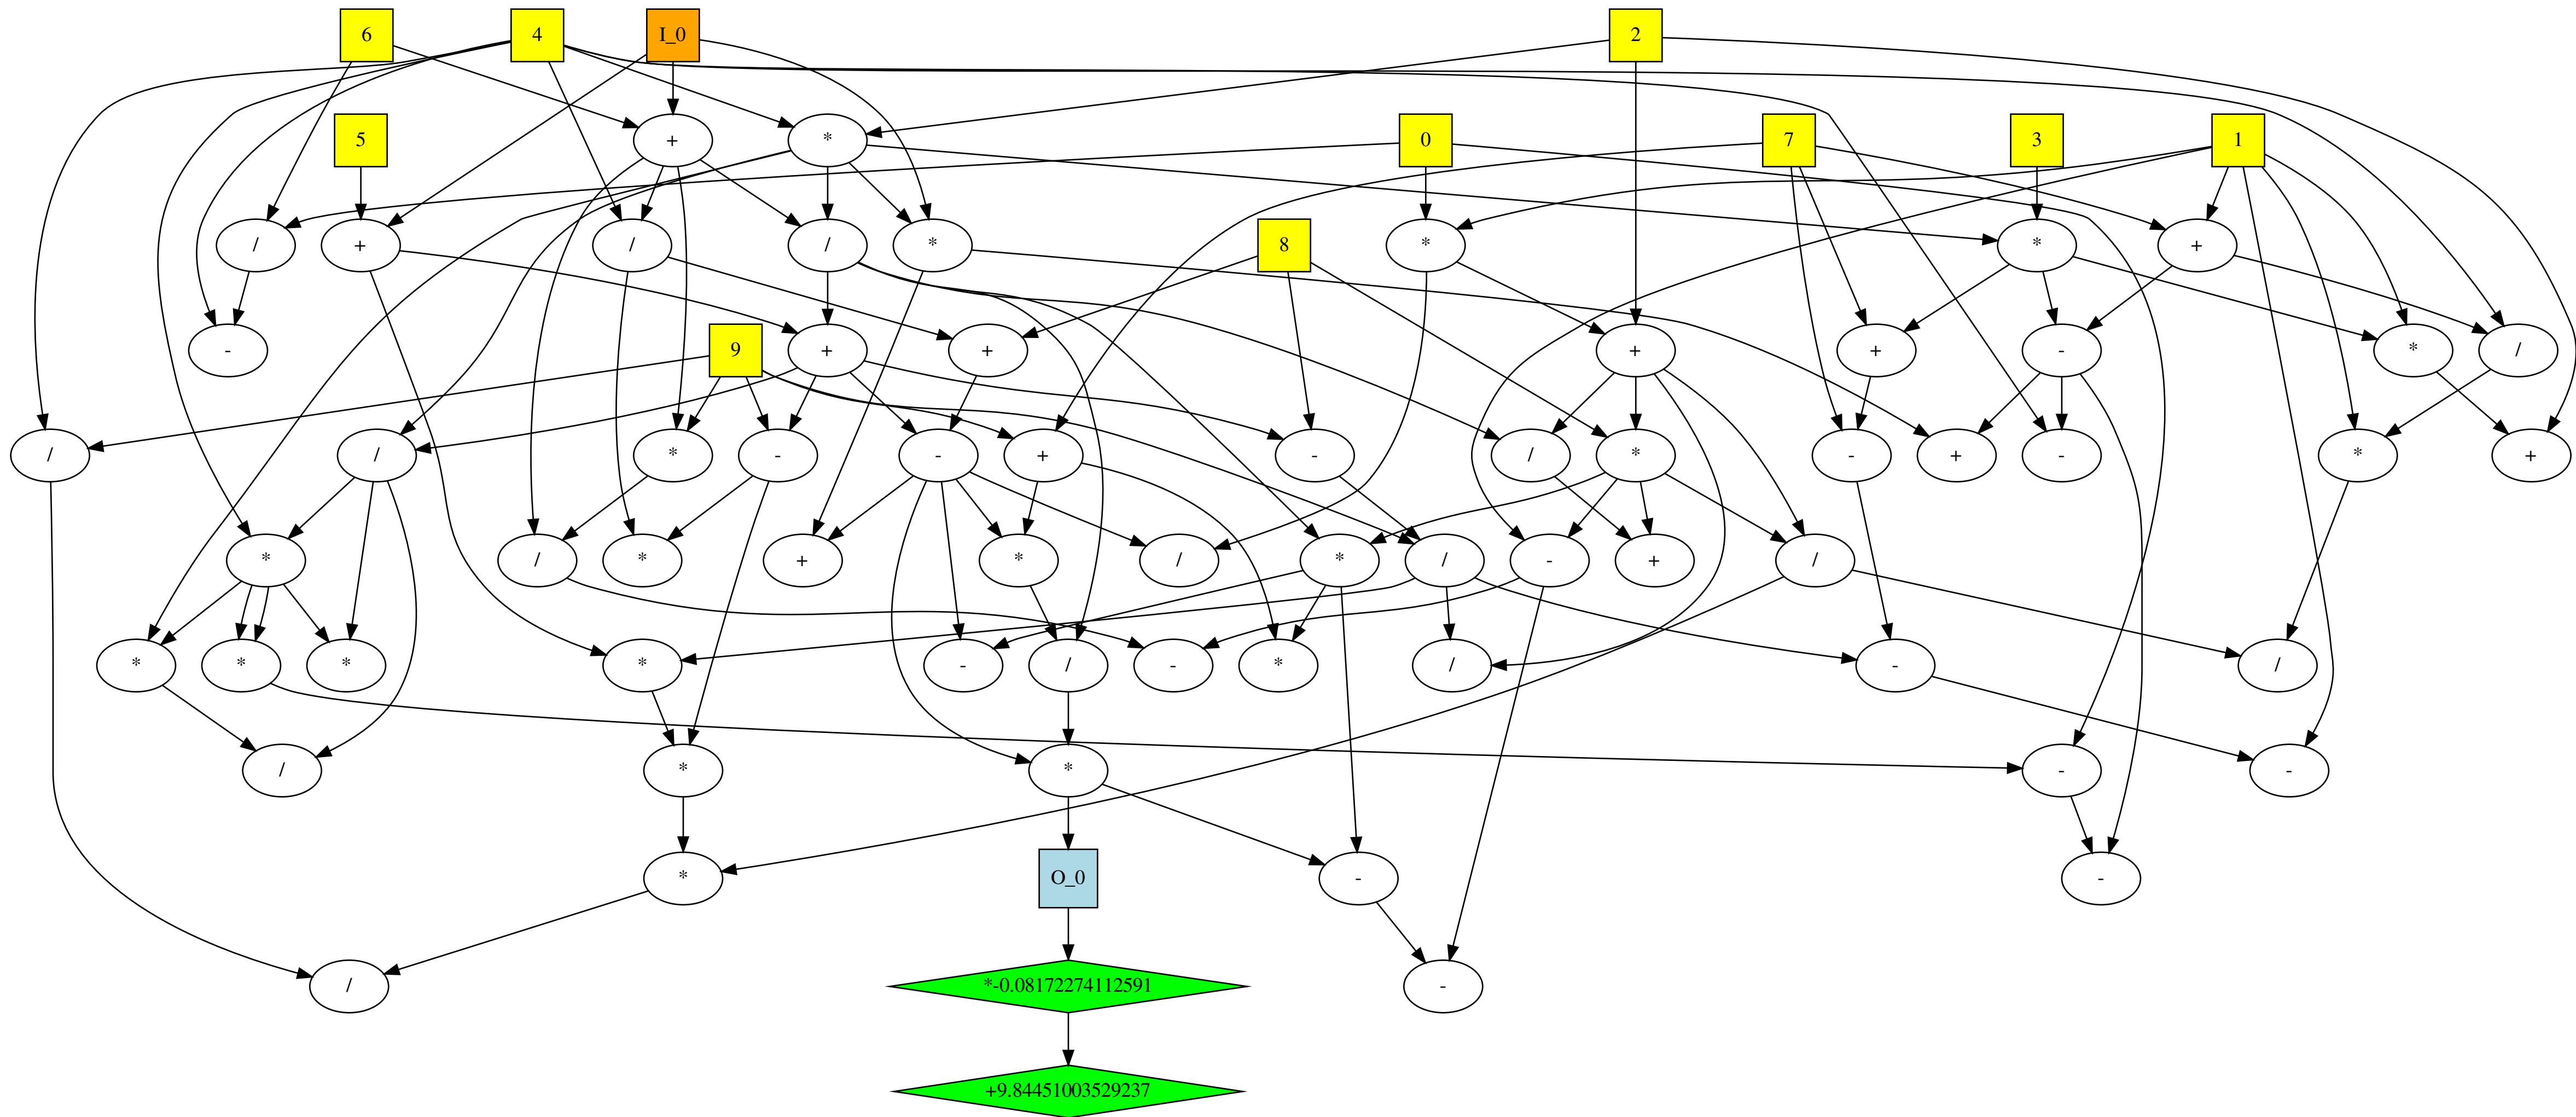 6 4 I_0 2
5 + * 0 7 3 1
/ + / / * 8 * * +
- 9 + + + + - * /
/ / * - - + - / * - + - * +
* / * + * / * / - + /
* * * * - / - * / - /
/ * * - -
* O_0 - -
/ *-0.08172274112591 -
+9.84451003529237